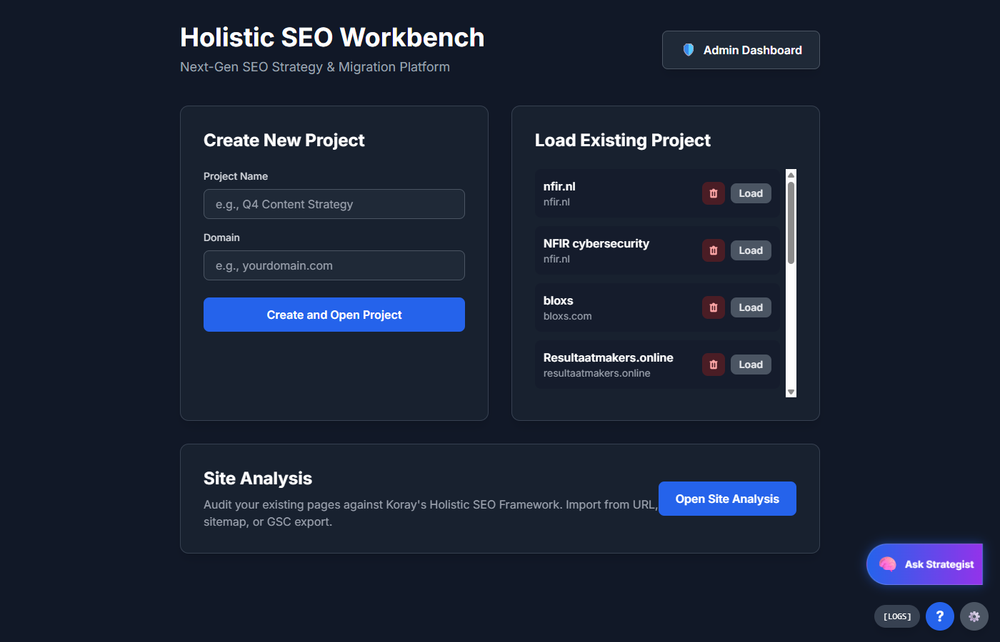 Holistic SEO Workbench
Next-Gen SEO Strategy & Migration Platform
Admin Dashboard
Create New Project
Project Name
e.g., Q4 Content Strategy
Domain
e.g., yourdomain.com
Create and Open Project
Load Existing Project
nfir.nl
nfir.nl
Load
NFIR cybersecurity
nfir.nl
Load
bloxs
bloxs.com
Load
Resultaatmakers.online
resultaatmakers.online
Load
Site Analysis
Audit your existing pages against Koray's Holistic SEO Framework. Import from URL,
sitemap, or GSC export.
Open Site Analysis
Ask Strategist
[LOGS]
?